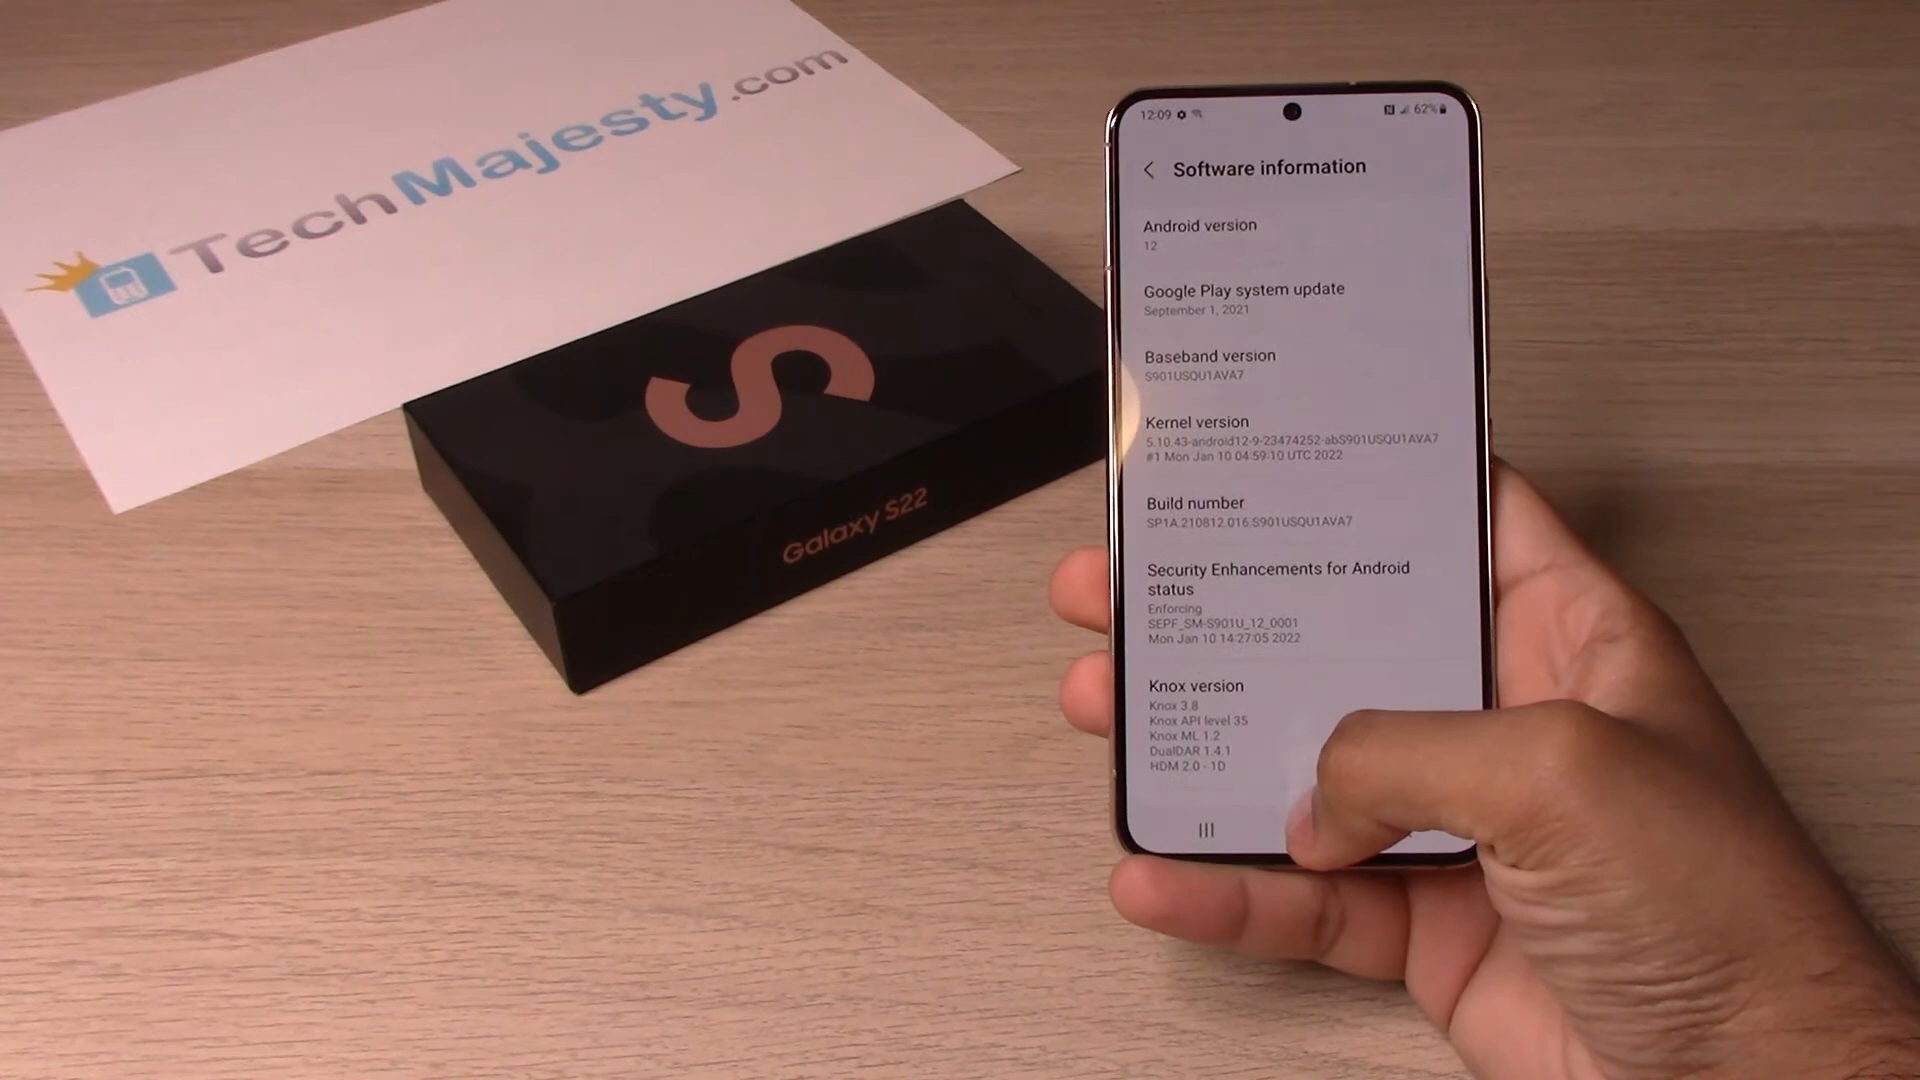 TechMajesty.com
S
Galaxy S22
12:09
62%
Software information
Android version
12
Google Play system update
September 1, 2021
Baseband version
S901USQU1AVA7
Kernel version
5.10.43-android12-9-23474252-abS901USQU1AVA7
#1 Mon Jan 10 04:59:10 UTC 2022
Build number
SP1A.210812.016.S901USQU1AVA7
Security Enhancements for Android
status
Enforcing
SEPF_SM-S901U_12_0001
Mon Jan 10 14:27:05 2022
Knox version
Knox 3.8
Knox API level 35
Knox ML 1.2
DualDAR 1.4.1
HDM 2.0 - 1D